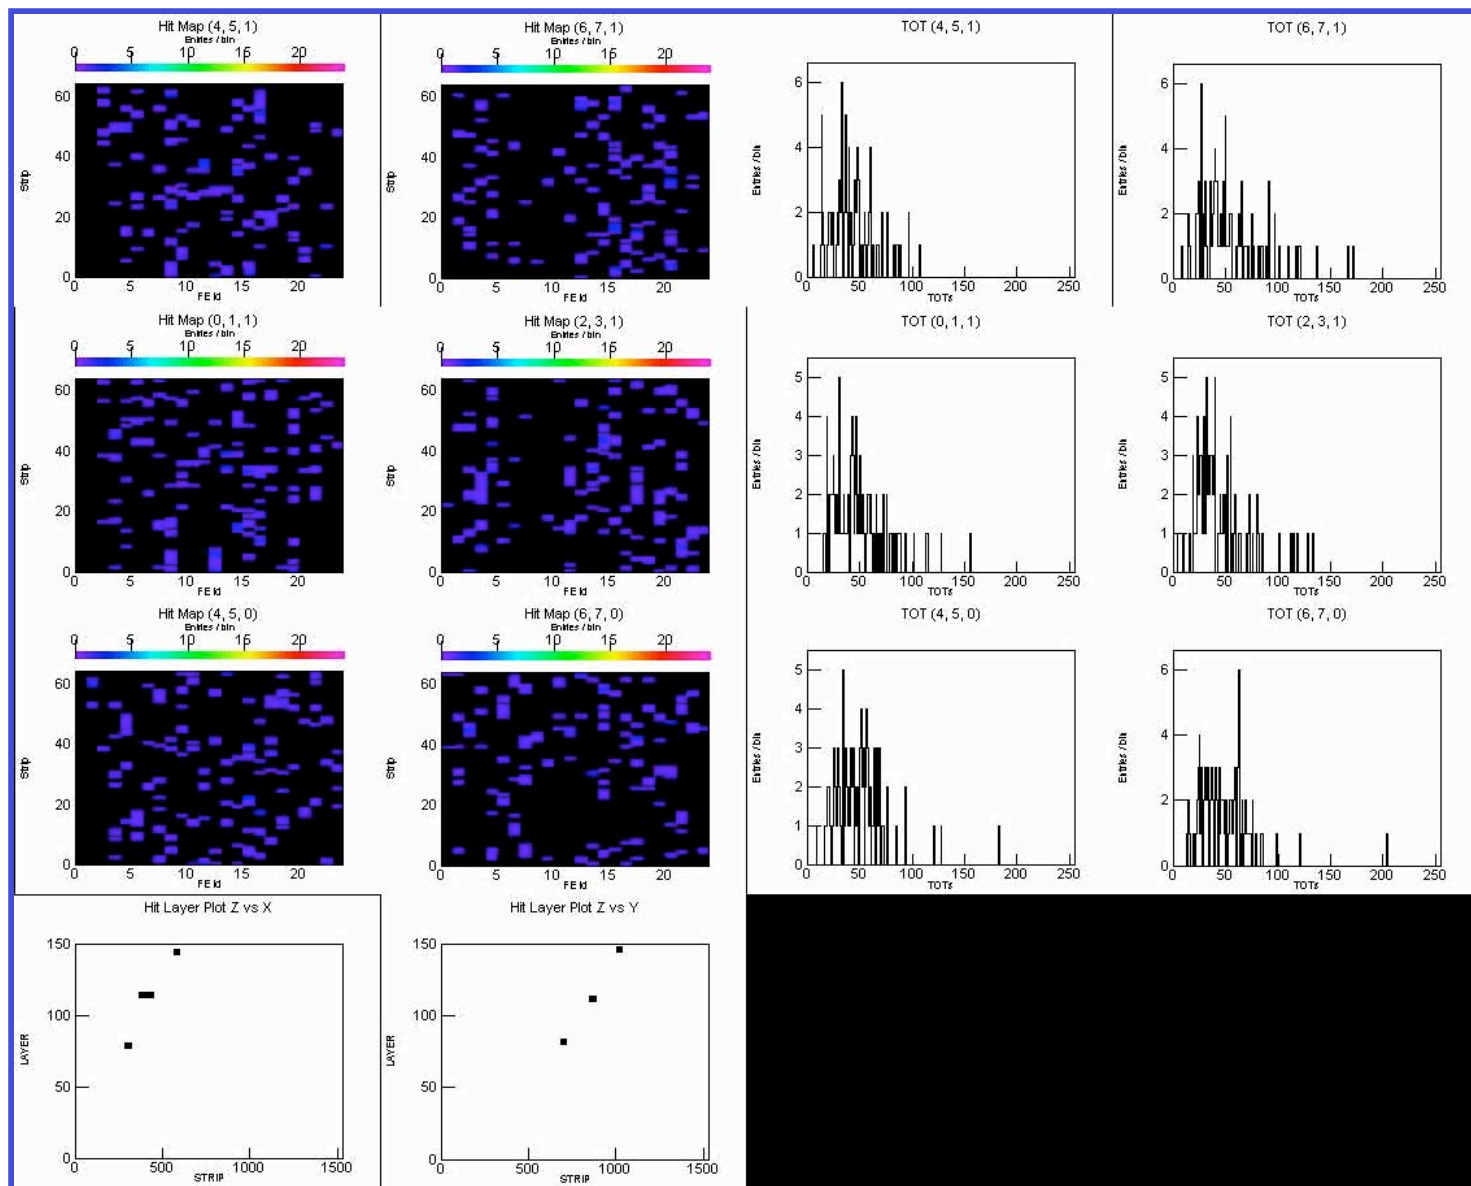 Hit Map (4, 5, 1)
Entries / bin
0 5 10 15 20
60
40
20
0
Strip
0 5 10 15 20
FE Id
Hit Map (6, 7, 1)
Entries / bin
0 5 10 15 20
60
40
20
0
Strip
0 5 10 15 20
FE Id
TOT (4, 5, 1)
6
4
2
0
Entries / bin
0 50 100 150 200 250
TOTs
TOT (6, 7, 1)
6
4
2
0
Entries / bin
0 50 100 150 200 250
TOTs
Hit Map (0, 1, 1)
Entries / bin
0 5 10 15 20
60
40
20
0
Strip
0 5 10 15 20
FE Id
Hit Map (2, 3, 1)
Entries / bin
0 5 10 15 20
60
40
20
0
Strip
0 5 10 15 20
FE Id
TOT (0, 1, 1)
5
4
3
2
1
0
Entries / bin
0 50 100 150 200 250
TOTs
TOT (2, 3, 1)
5
4
3
2
1
0
Entries / bin
0 50 100 150 200 250
TOTs
Hit Map (4, 5, 0)
Entries / bin
0 5 10 15 20
60
40
20
0
Strip
0 5 10 15 20
FE Id
Hit Map (6, 7, 0)
Entries / bin
0 5 10 15 20
60
40
20
0
Strip
0 5 10 15 20
FE Id
TOT (4, 5, 0)
5
4
3
2
1
0
Entries / bin
0 50 100 150 200 250
TOTs
TOT (6, 7, 0)
6
4
2
0
Entries / bin
0 50 100 150 200 250
TOTs
Hit Layer Plot Z vs X
150
100
50
0
LAYER
0 500 1000 1500
STRIP
Hit Layer Plot Z vs Y
150
100
50
0
LAYER
0 500 1000 1500
STRIP